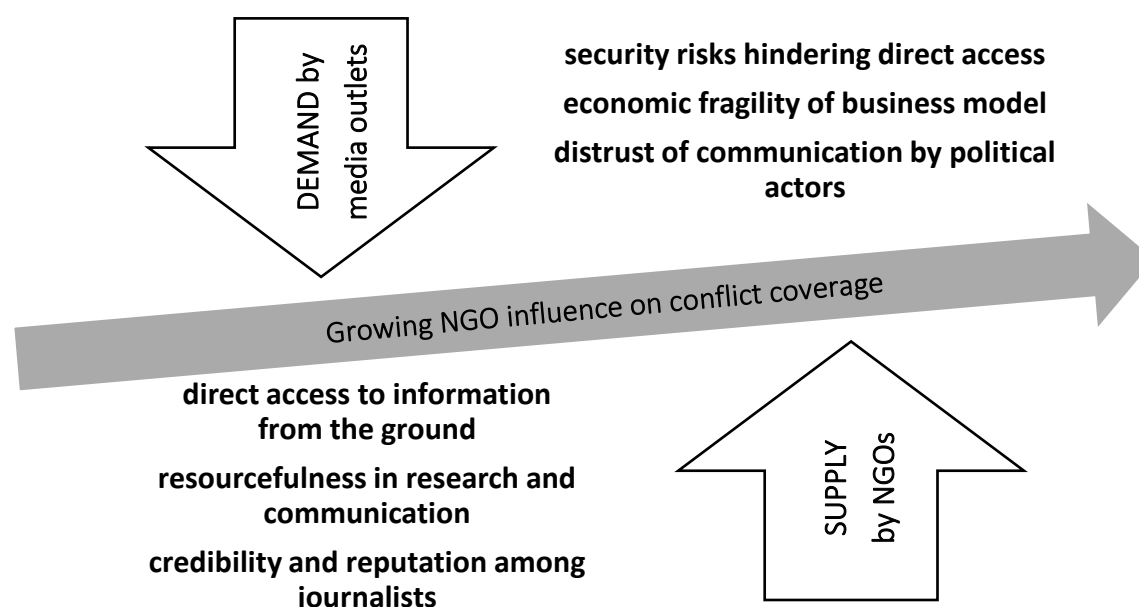 DEMAND by
media outlets
security risks hindering direct access
economic fragility of business model
distrust of communication by political
actors
Growing NGO influence on conflict coverage
direct access to information
from the ground
resourcefulness in research and
communication
credibility and reputation among
journalists
SUPPLY
by NGOs